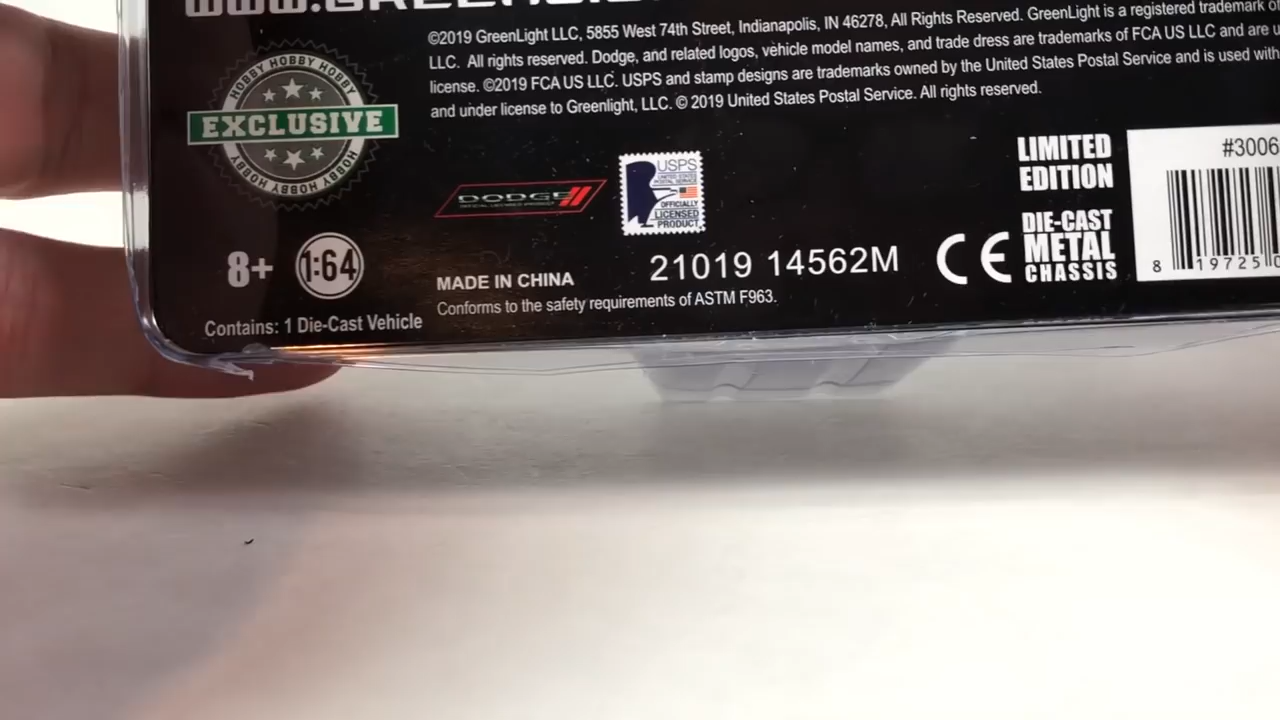 ©2019 GreenLight LLC, 5855 West 74th Street, Indianapolis, IN 46278, All Rights Reserved. GreenLight is a registered trademark of
LLC. All rights reserved. Dodge, and related logos, vehicle model names, and trade dress are trademarks of FCA US LLC and are
license. ©2019 FCA US LLC. USPS and stamp designs are trademarks owned by the United States Postal Service and is used with
and under license to Greenlight, LLC. © 2019 United States Postal Service. All rights reserved.
HOBBY HOBBY HOBBY
EXCLUSIVE
HOBBY HOBBY HOBBY
DODGE
USPS
UNITED STATES
POSTAL SERVICE
OFFICIALLY
LICENSED
PRODUCT
LIMITED
EDITION
DIE-CAST
METAL
CHASSIS
#3006
8 19725
8+
1:64
MADE IN CHINA
21019 14562M
CE
Conforms to the safety requirements of ASTM F963.
Contains: 1 Die-Cast Vehicle